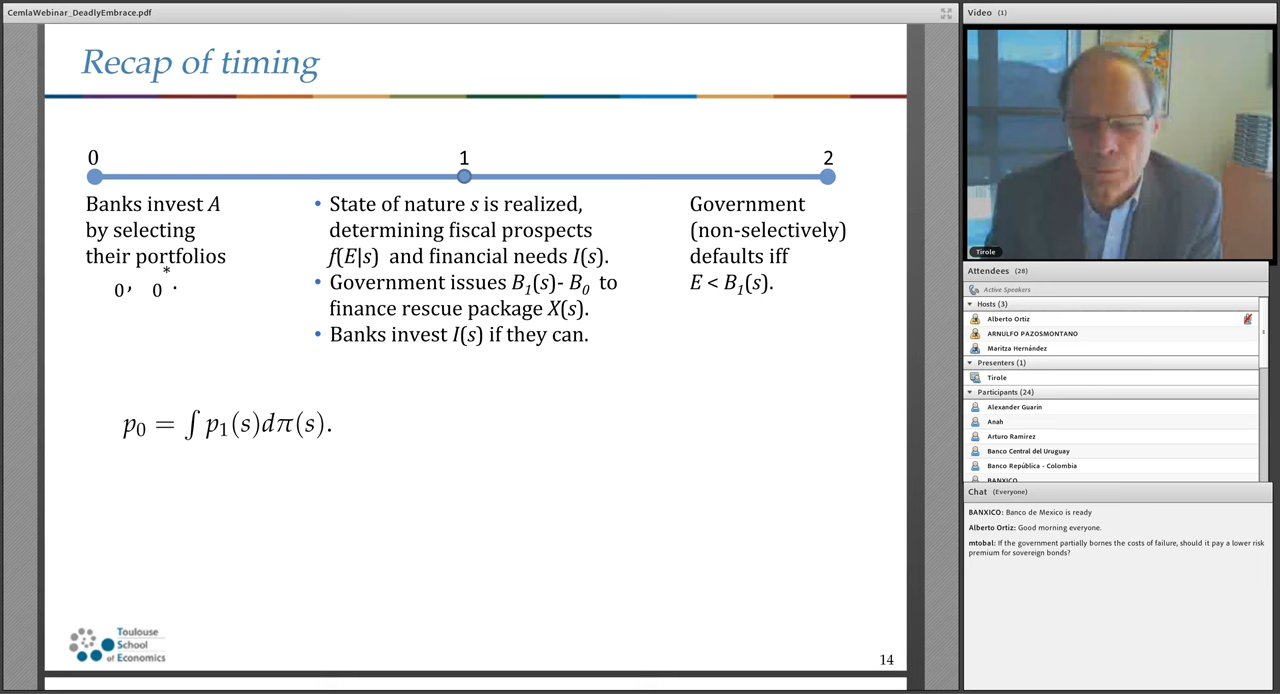 CemlaWebinar_DeadlyEmbrace.pdf
Recap of timing
0
1
2
Banks invest A
by selecting
their portfolios
0, 0*.
• State of nature s is realized,
determining fiscal prospects
f(E|s) and financial needs I(s).
• Government issues B1(s)- B0 to
finance rescue package X(s).
• Banks invest I(s) if they can.
Government
(non-selectively)
defaults iff
E < B1(s).
p0 = ∫ p1(s)dπ(s).
Toulouse
School
of Economics
14
Video (1)
Tirole
Attendees (28)
Active Speakers
Hosts (3)
Alberto Ortiz
ARNULFO PAZOSMONTANO
Maritza Hernández
Presenters (1)
Tirole
Participants (24)
Alexander Guarin
Anah
Arturo Ramirez
Banco Central del Uruguay
Banco República - Colombia
BANXICO
Chat (Everyone)
BANXICO: Banco de Mexico is ready
Alberto Ortiz: Good morning everyone.
mtobal: If the government partially bornes the costs of failure, should it pay a lower risk
premium for sovereign bonds?